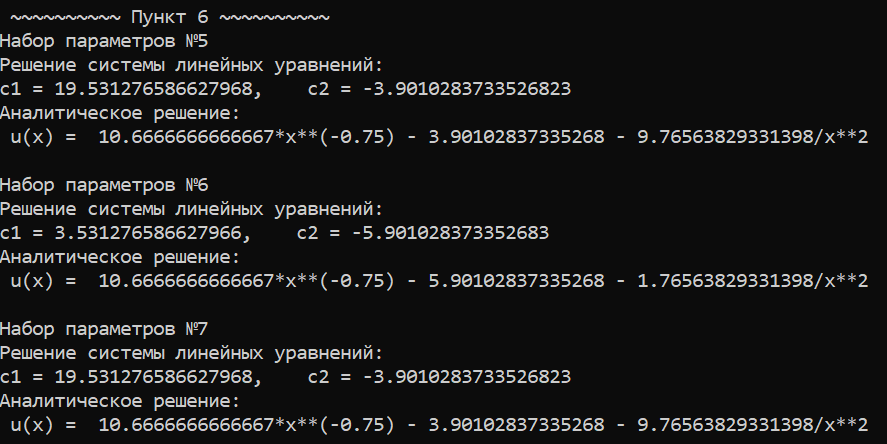 ~~~~~~~~~~ Пункт 6 ~~~~~~~~~~
Набор параметров №5
Решение системы линейных уравнений:
c1 = 19.531276586627968,    c2 = -3.9010283733526823
Аналитическое решение:
u(x) =  10.6666666666667*x**(-0.75) - 3.90102837335268 - 9.76563829331398/x**2
Набор параметров №6
Решение системы линейных уравнений:
c1 = 3.531276586627966,    c2 = -5.901028373352683
Аналитическое решение:
u(x) =  10.6666666666667*x**(-0.75) - 5.90102837335268 - 1.76563829331398/x**2
Набор параметров №7
Решение системы линейных уравнений:
c1 = 19.531276586627968,    c2 = -3.9010283733526823
Аналитическое решение:
u(x) =  10.6666666666667*x**(-0.75) - 3.90102837335268 - 9.76563829331398/x**2